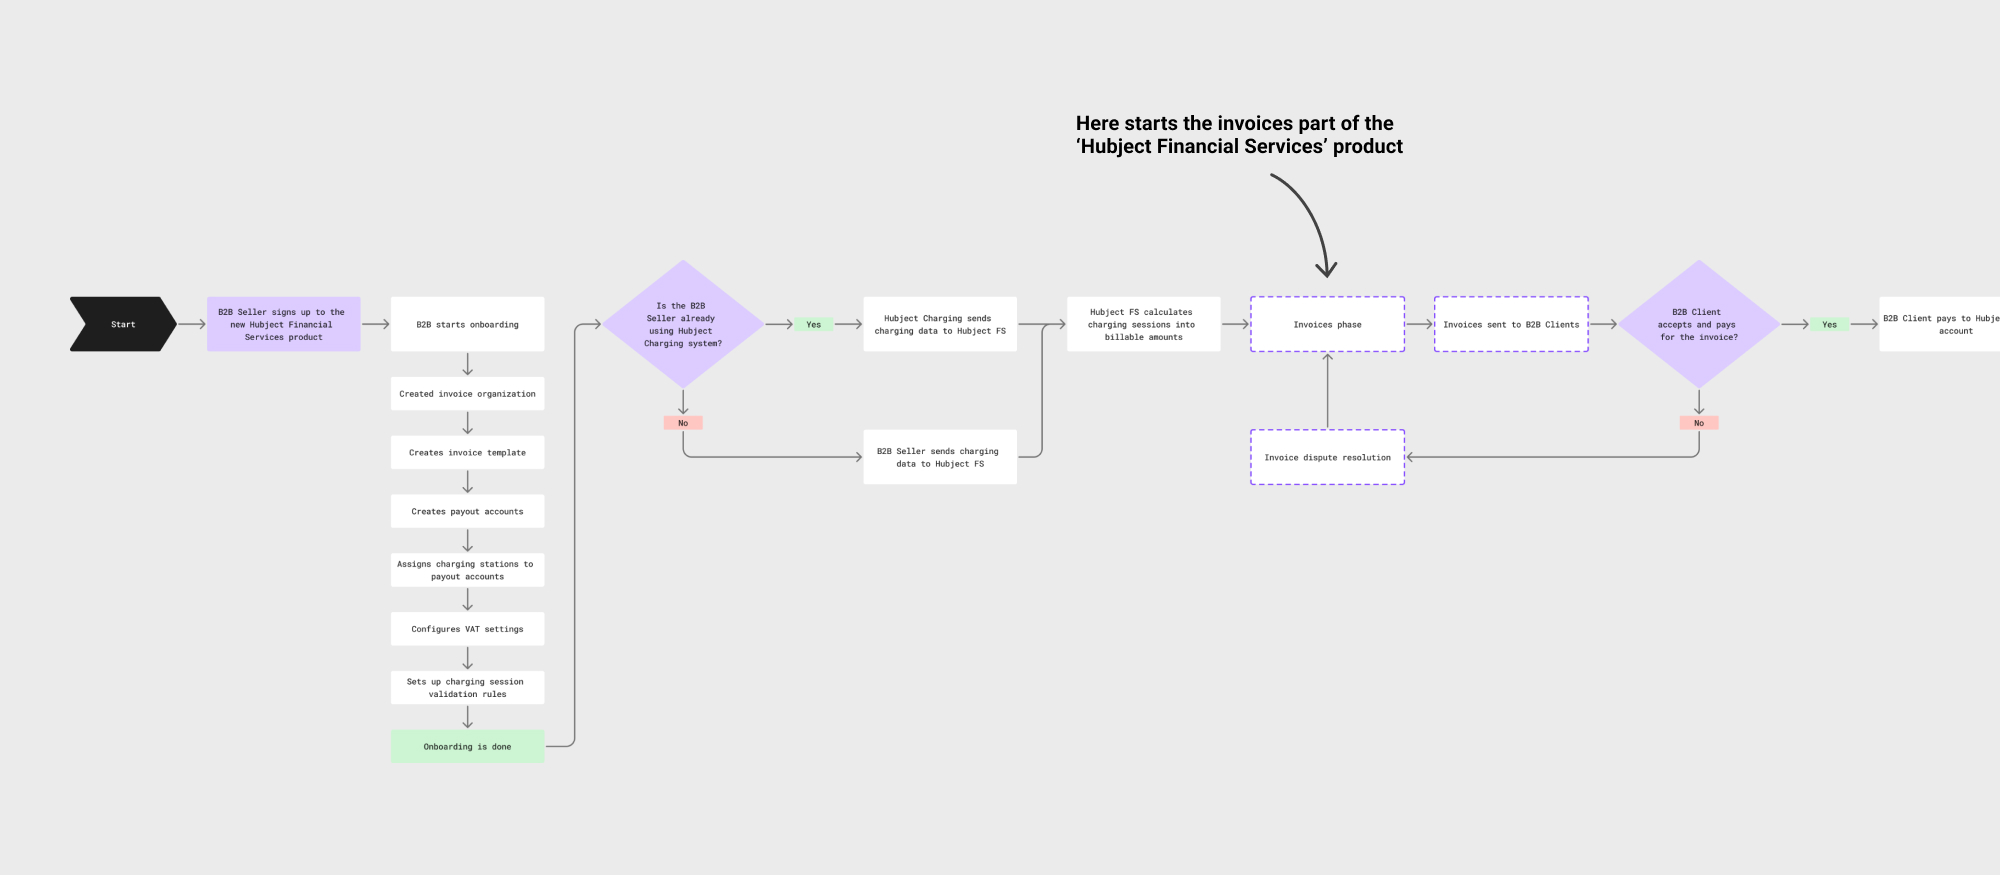 Here starts the invoices part of the
‘Hubject Financial Services’ product
Start
B2B Seller signs up to the
new Hubject Financial
Services product
B2B starts onboarding
Created invoice organization
Creates invoice template
Creates payout accounts
Assigns charging stations to
payout accounts
Configures VAT settings
Sets up charging session
validation rules
Onboarding is done
Is the B2B
Seller already
using Hubject
Charging system?
Yes
No
Hubject Charging sends
charging data to Hubject FS
B2B Seller sends charging
data to Hubject FS
Hubject FS calculates
charging sessions into
billable amounts
Invoices phase
Invoices sent to B2B Clients
Invoice dispute resolution
B2B Client
accepts and pays
for the invoice?
Yes
No
B2B Client pays to
account